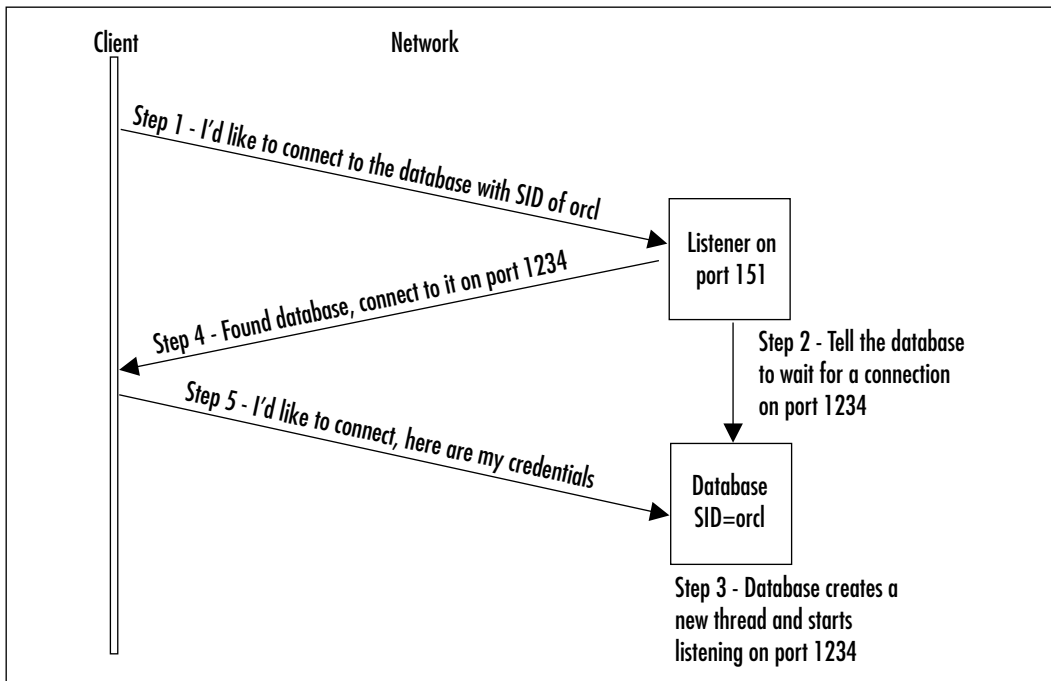 Client
Network
Step 1 - I'd like to connect to the database with SID of orcl
Listener on
port 151
Step 4 - Found database, connect to it on port 1234
Step 2 - Tell the database
to wait for a connection
on port 1234
Step 5 - I'd like to connect, here are my credentials
Database
SID=orcl
Step 3 - Database creates a
new thread and starts
listening on port 1234